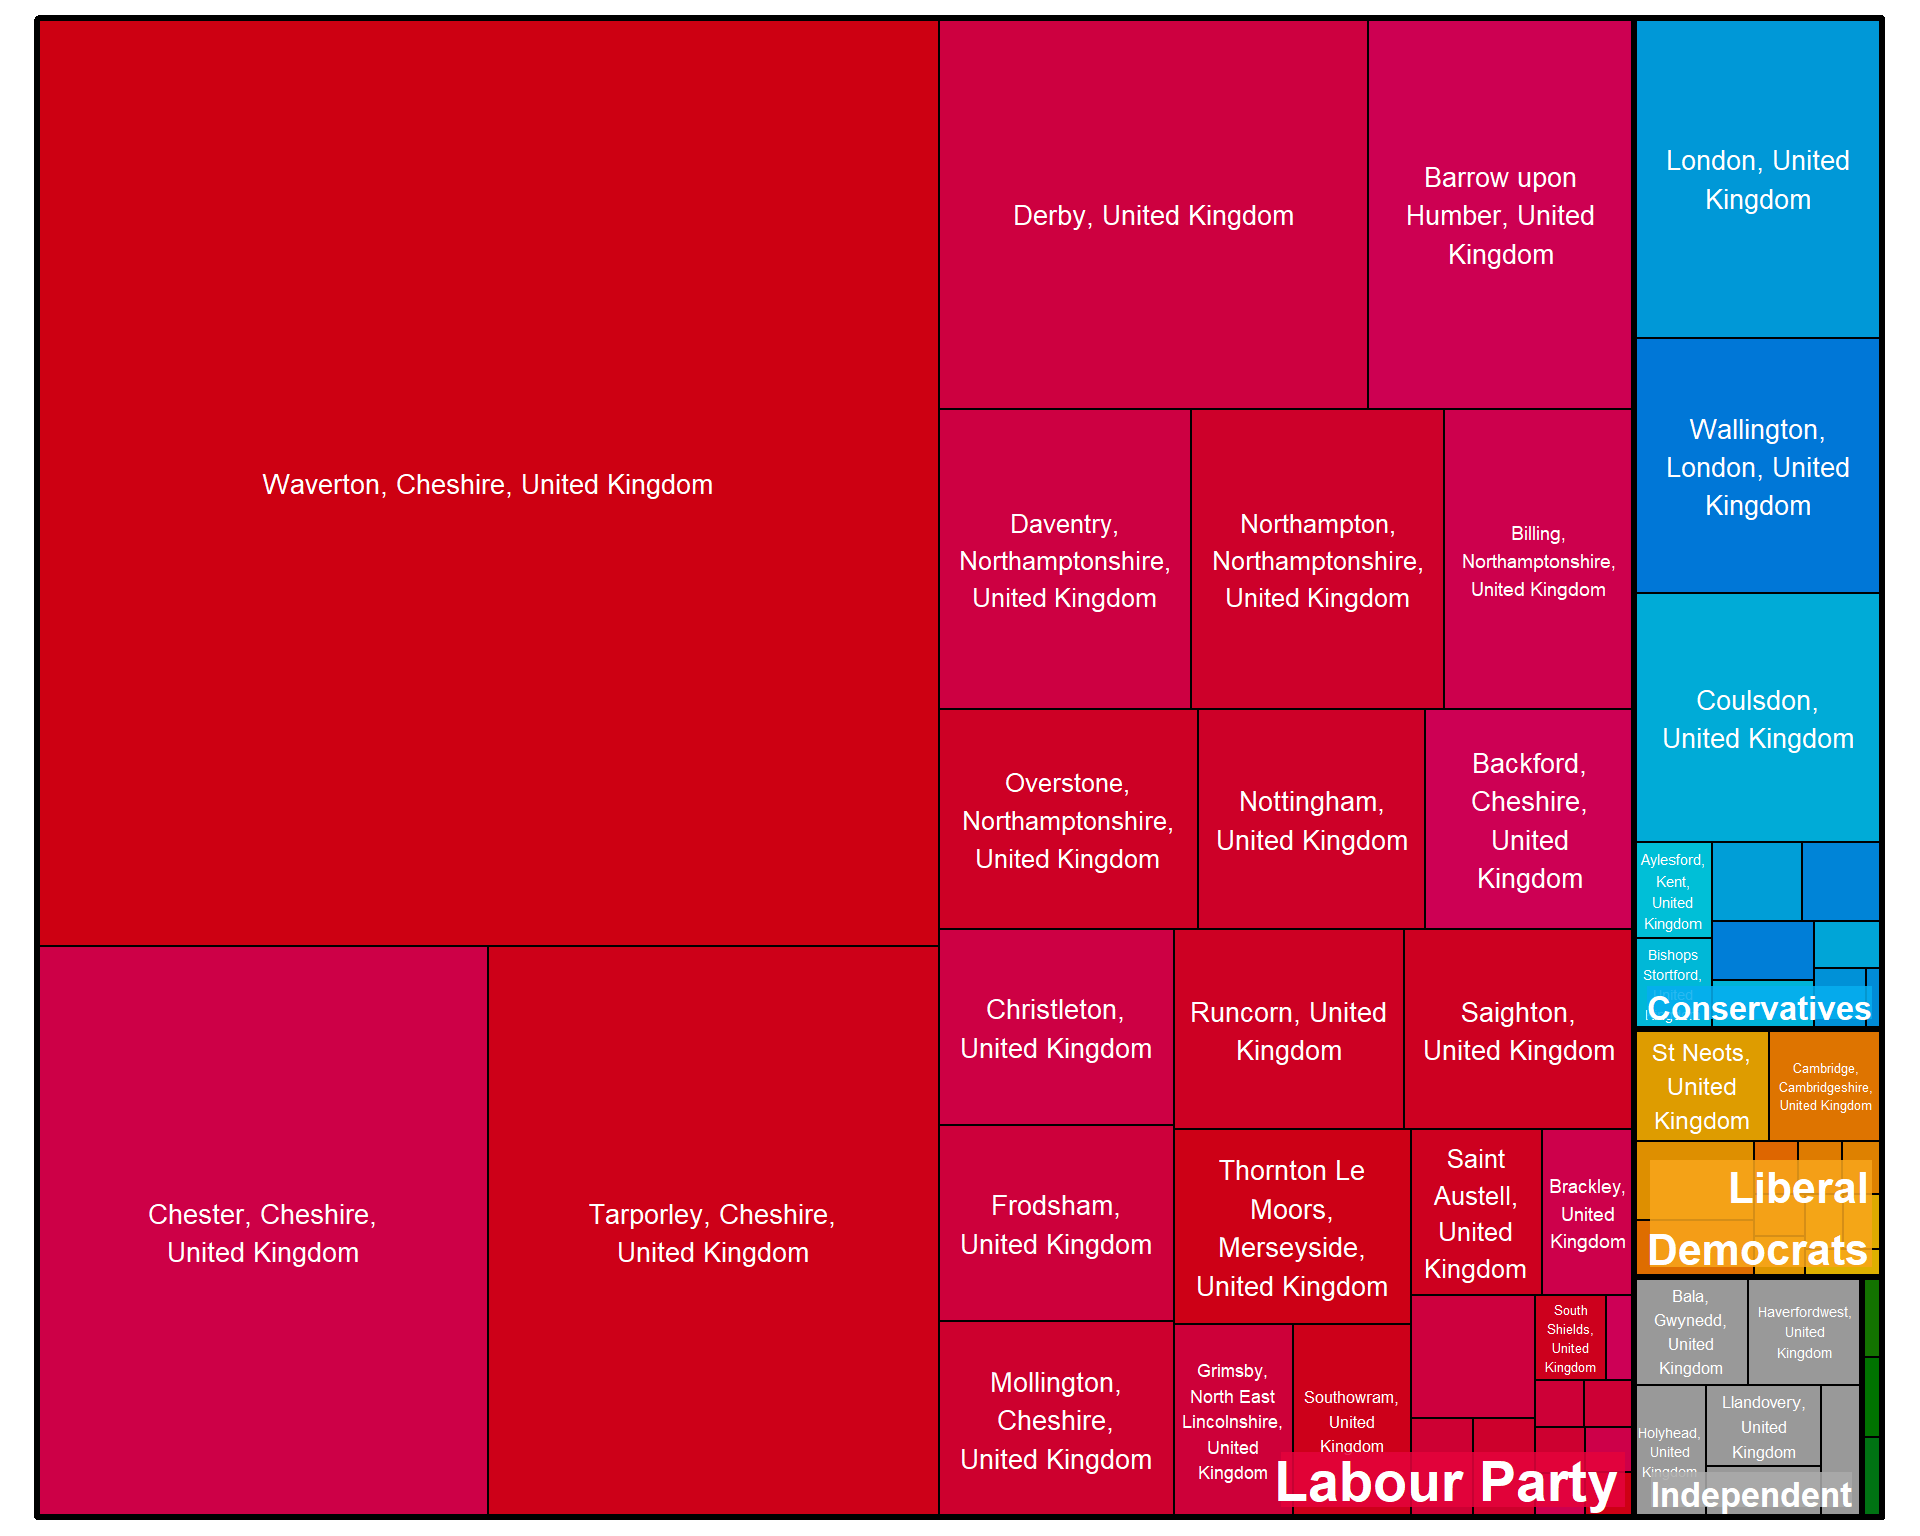 Waverton, Cheshire, United Kingdom
Chester, Cheshire,
United Kingdom
Tarporley, Cheshire,
United Kingdom
Derby, United Kingdom
Barrow upon
Humber, United
Kingdom
Daventry,
Northamptonshire,
United Kingdom
Northampton,
Northamptonshire,
United Kingdom
Billing,
Northamptonshire,
United Kingdom
Overstone,
Northamptonshire,
United Kingdom
Nottingham,
United Kingdom
Backford,
Cheshire,
United
Kingdom
Christleton,
United Kingdom
Runcorn, United
Kingdom
Saighton,
United Kingdom
Frodsham,
United Kingdom
Thornton Le
Moors,
Merseyside,
United Kingdom
Saint
Austell,
United
Kingdom
Brackley,
United
Kingdom
Mollington,
Cheshire,
United Kingdom
Grimsby,
North East
Lincolnshire,
United
Kingdom
Southowram,
United
Kingdom
South
Shields,
United
Kingdom
Labour Party
London, United
Kingdom
Wallington,
London, United
Kingdom
Coulsdon,
United Kingdom
Aylesford,
Kent,
United
Kingdom
Bishops
Stortford,
Conservatives
St Neots,
United
Kingdom
Cambridge,
Cambridgeshire,
United Kingdom
Liberal
Democrats
Bala,
Gwynedd,
United
Kingdom
Haverfordwest,
United
Kingdom
Holyhead,
United
Kingdom
Llandovery,
United
Kingdom
Independent